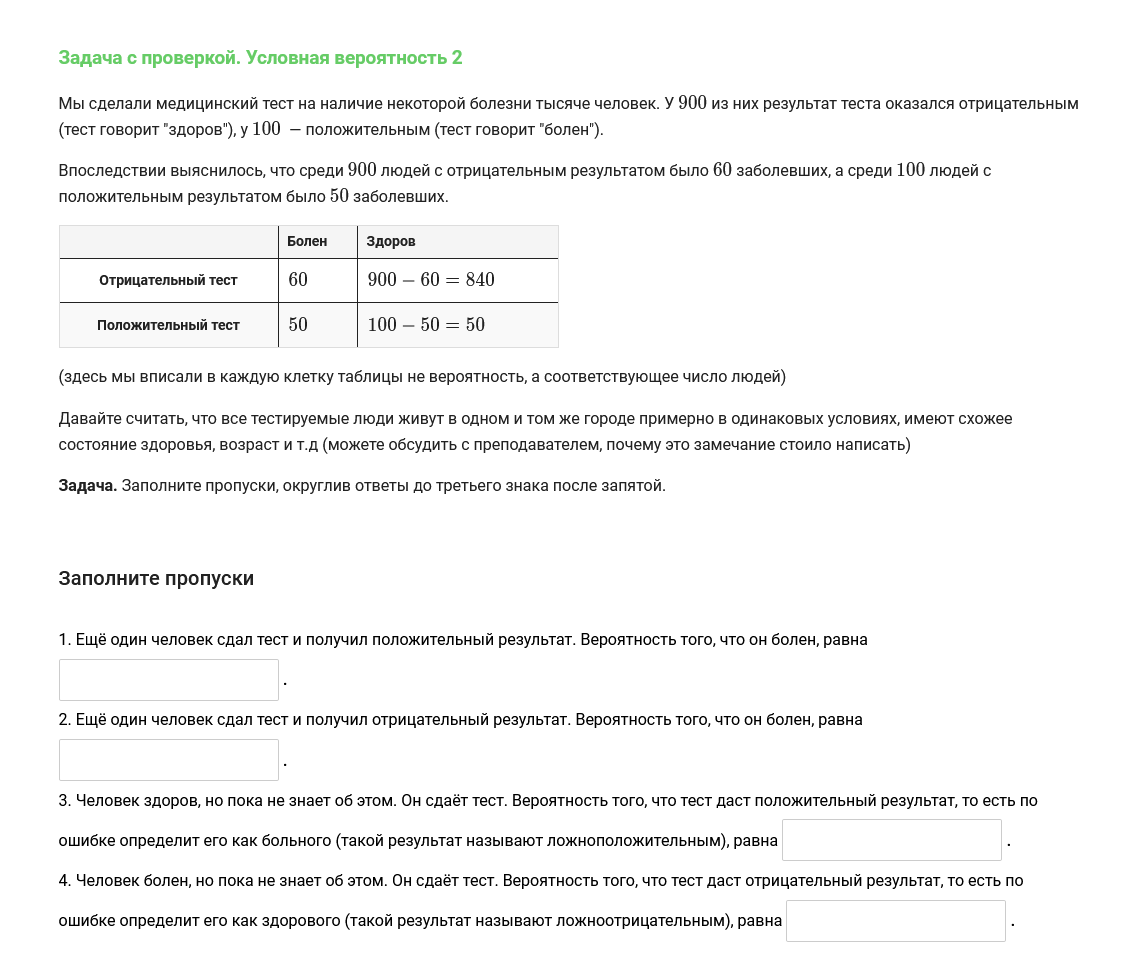 Задача с проверкой. Условная вероятность 2
Мы сделали медицинский тест на наличие некоторой болезни тысяче человек. У 900 из них результат теста оказался отрицательным
(тест говорит "здоров"), у 100 – положительным (тест говорит "болен").
Впоследствии выяснилось, что среди 900 людей с отрицательным результатом было 60 заболевших, а среди 100 людей с
положительным результатом было 50 заболевших.
Болен Здоров
Отрицательный тест 60 900 − 60 = 840
Положительный тест 50 100 − 50 = 50
(здесь мы вписали в каждую клетку таблицы не вероятность, а соответствующее число людей)
Давайте считать, что все тестируемые люди живут в одном и том же городе примерно в одинаковых условиях, имеют схожее
состояние здоровья, возраст и т.д (можете обсудить с преподавателем, почему это замечание стоило написать)
Задача. Заполните пропуски, округлив ответы до третьего знака после запятой.
Заполните пропуски
1. Ещё один человек сдал тест и получил положительный результат. Вероятность того, что он болен, равна
.
2. Ещё один человек сдал тест и получил отрицательный результат. Вероятность того, что он болен, равна
.
3. Человек здоров, но пока не знает об этом. Он сдаёт тест. Вероятность того, что тест даст положительный результат, то есть по
ошибке определит его как больного (такой результат называют ложноположительным), равна .
4. Человек болен, но пока не знает об этом. Он сдаёт тест. Вероятность того, что тест даст отрицательный результат, то есть по
ошибке определит его как здорового (такой результат называют ложноотрицательным), равна .